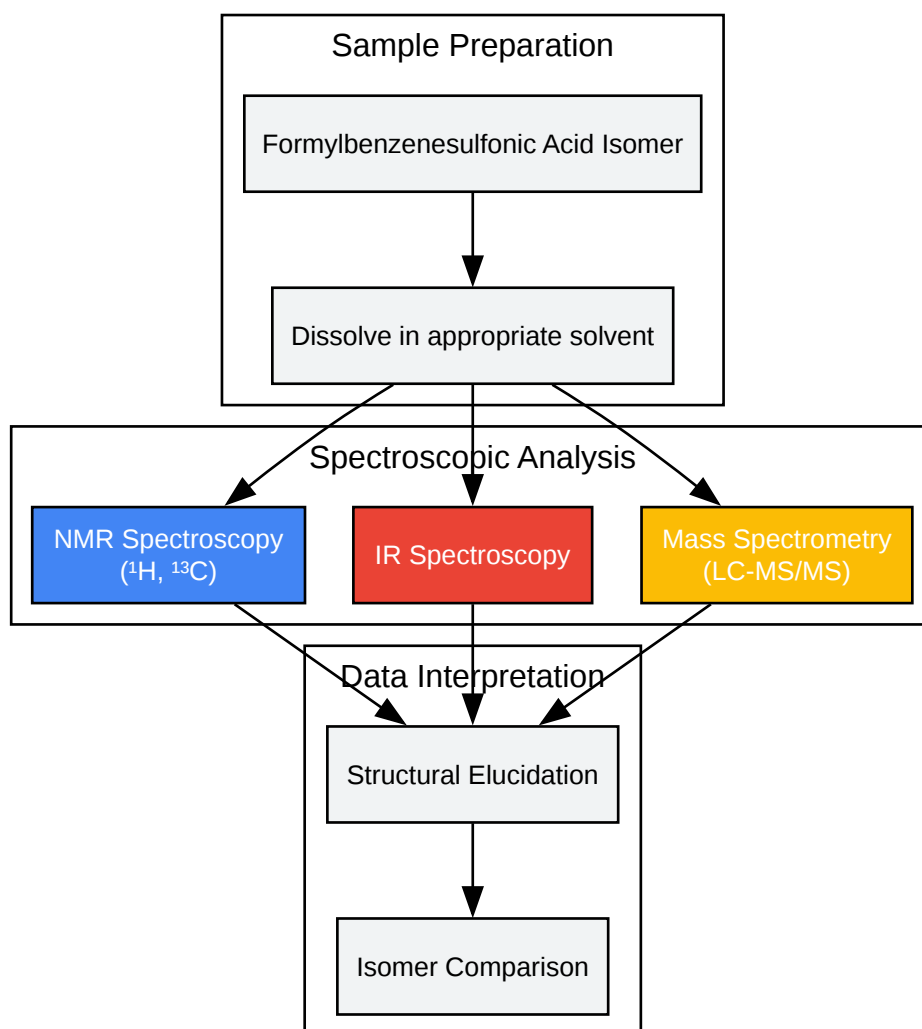 Sample Preparation
Formylbenzenesulfonic Acid Isomer
Dissolve in appropriate solvent
Spectroscopic Analysis
NMR Spectroscopy
(¹H, ¹³C)
IR Spectroscopy
Mass Spectrometry
(LC-MS/MS)
Data Interpretation
Structural Elucidation
Isomer Comparison